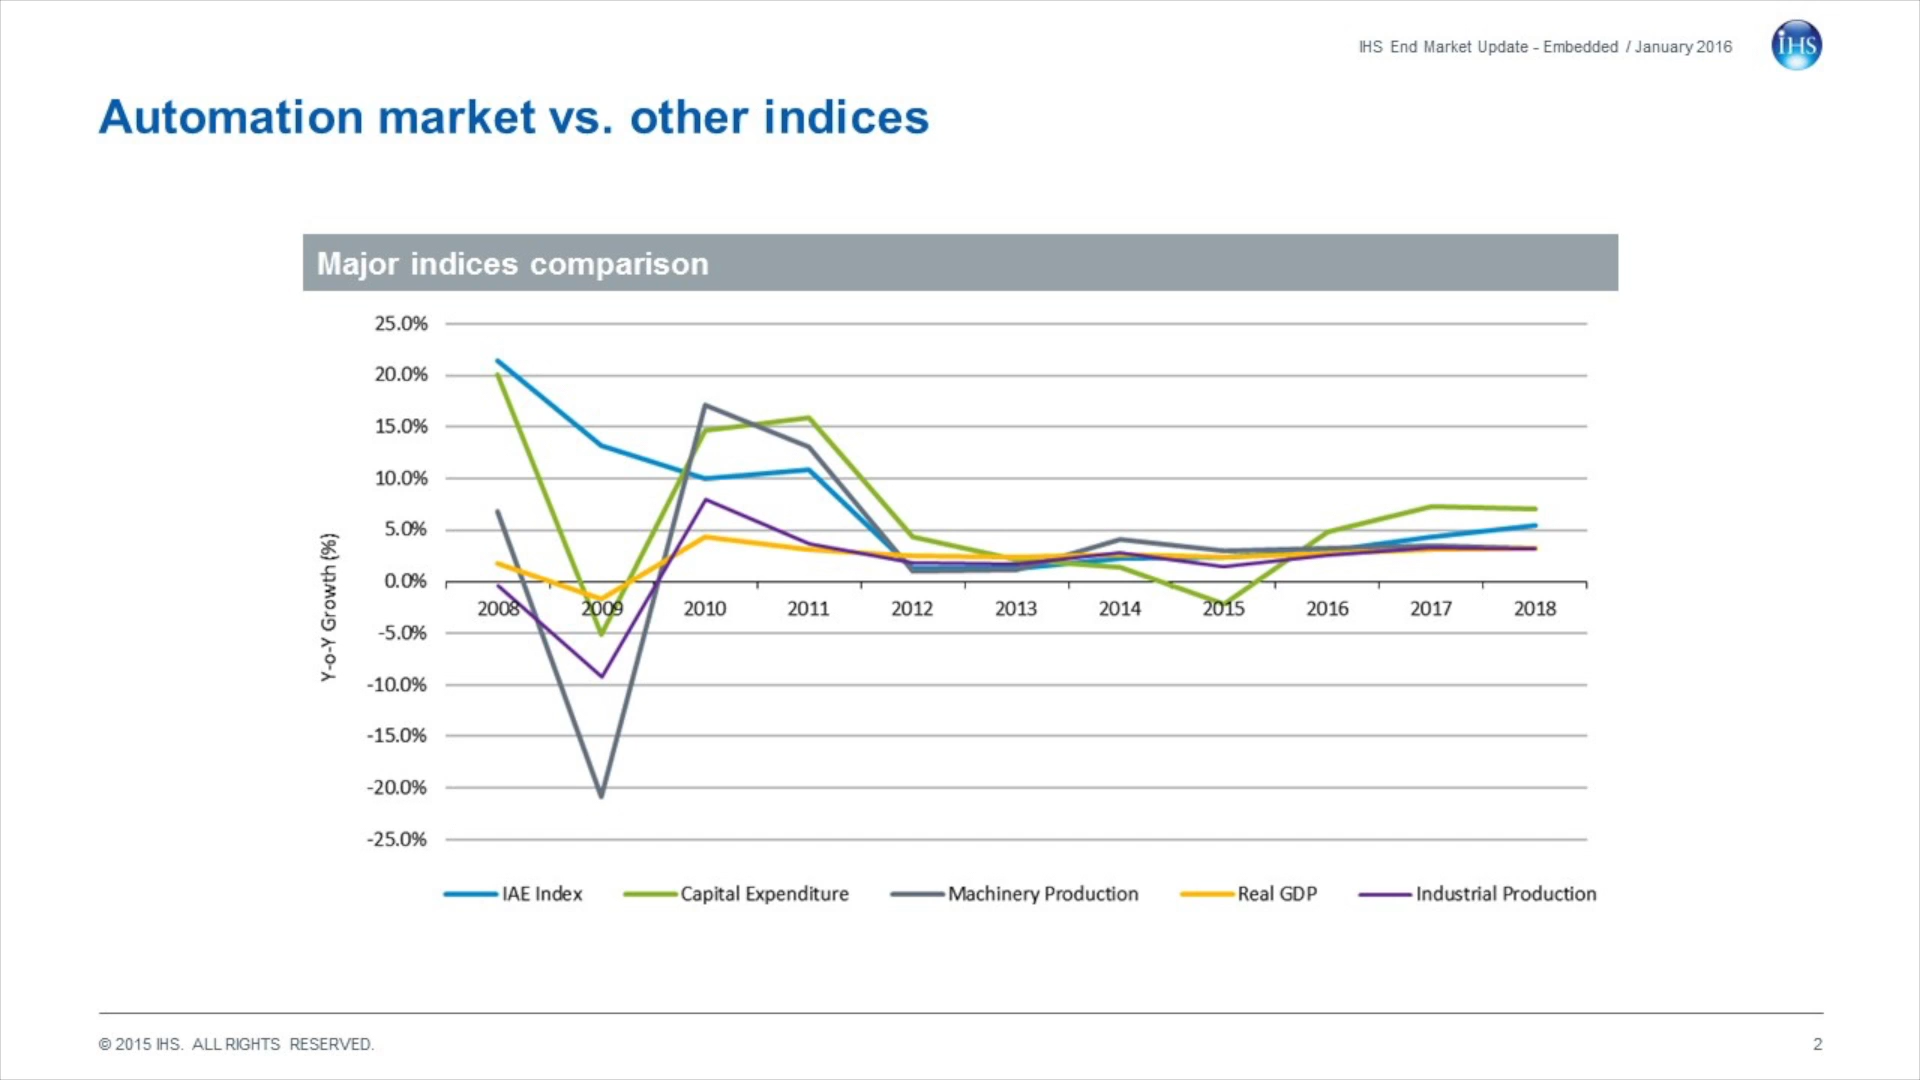 IHS End Market Update - Embedded / January 2016
IHS
Automation market vs. other indices
Major indices comparison
25.0%
20.0%
15.0%
10.0%
5.0%
0.0%
-5.0%
-10.0%
-15.0%
-20.0%
-25.0%
Y-o-Y Growth (%)
2008 2009 2010 2011 2012 2013 2014 2015 2016 2017 2018
IAE Index Capital Expenditure Machinery Production Real GDP Industrial Production
© 2015 IHS. ALL RIGHTS RESERVED. 2